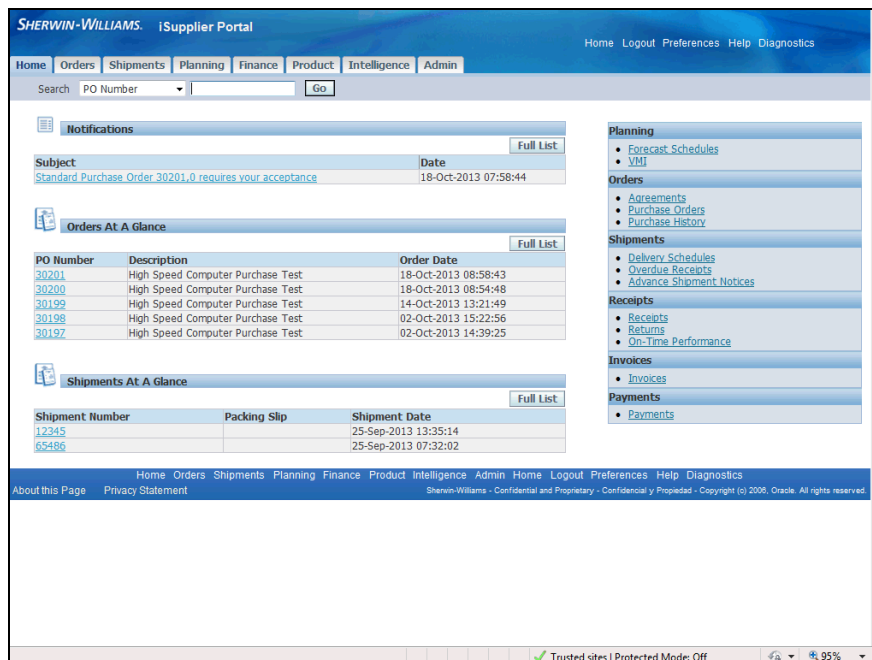 SHERWIN-WILLIAMS. iSupplier Portal
Home Logout Preferences Help Diagnostics
Home Orders Shipments Planning Finance Product Intelligence Admin
Search PO Number Go
Notifications
Full List
Subject Date
Standard Purchase Order 30201,0 requires your acceptance 18-Oct-2013 07:58:44
Orders At A Glance
Full List
PO Number Description Order Date
30201 High Speed Computer Purchase Test 18-Oct-2013 08:58:43
30200 High Speed Computer Purchase Test 18-Oct-2013 08:54:48
30199 High Speed Computer Purchase Test 14-Oct-2013 13:21:49
30198 High Speed Computer Purchase Test 02-Oct-2013 15:22:56
30197 High Speed Computer Purchase Test 02-Oct-2013 14:39:25
Shipments At A Glance
Full List
Shipment Number Packing Slip Shipment Date
12345 25-Sep-2013 13:35:14
65486 25-Sep-2013 07:32:02
Planning
Forecast Schedules
VMI
Orders
Agreements
Purchase Orders
Purchase History
Shipments
Delivery Schedules
Overdue Receipts
Advance Shipment Notices
Receipts
Receipts
Returns
On-Time Performance
Invoices
Invoices
Payments
Payments
Home Orders Shipments Planning Finance Product Intelligence Admin Home Logout Preferences Help Diagnostics
About this Page Privacy Statement Sherwin-Williams - Confidential and Proprietary - Confidencial y Propiedad - Copyright (c) 2006, Oracle. All rights reserved.
Trusted sites | Protected Mode: Off 95%